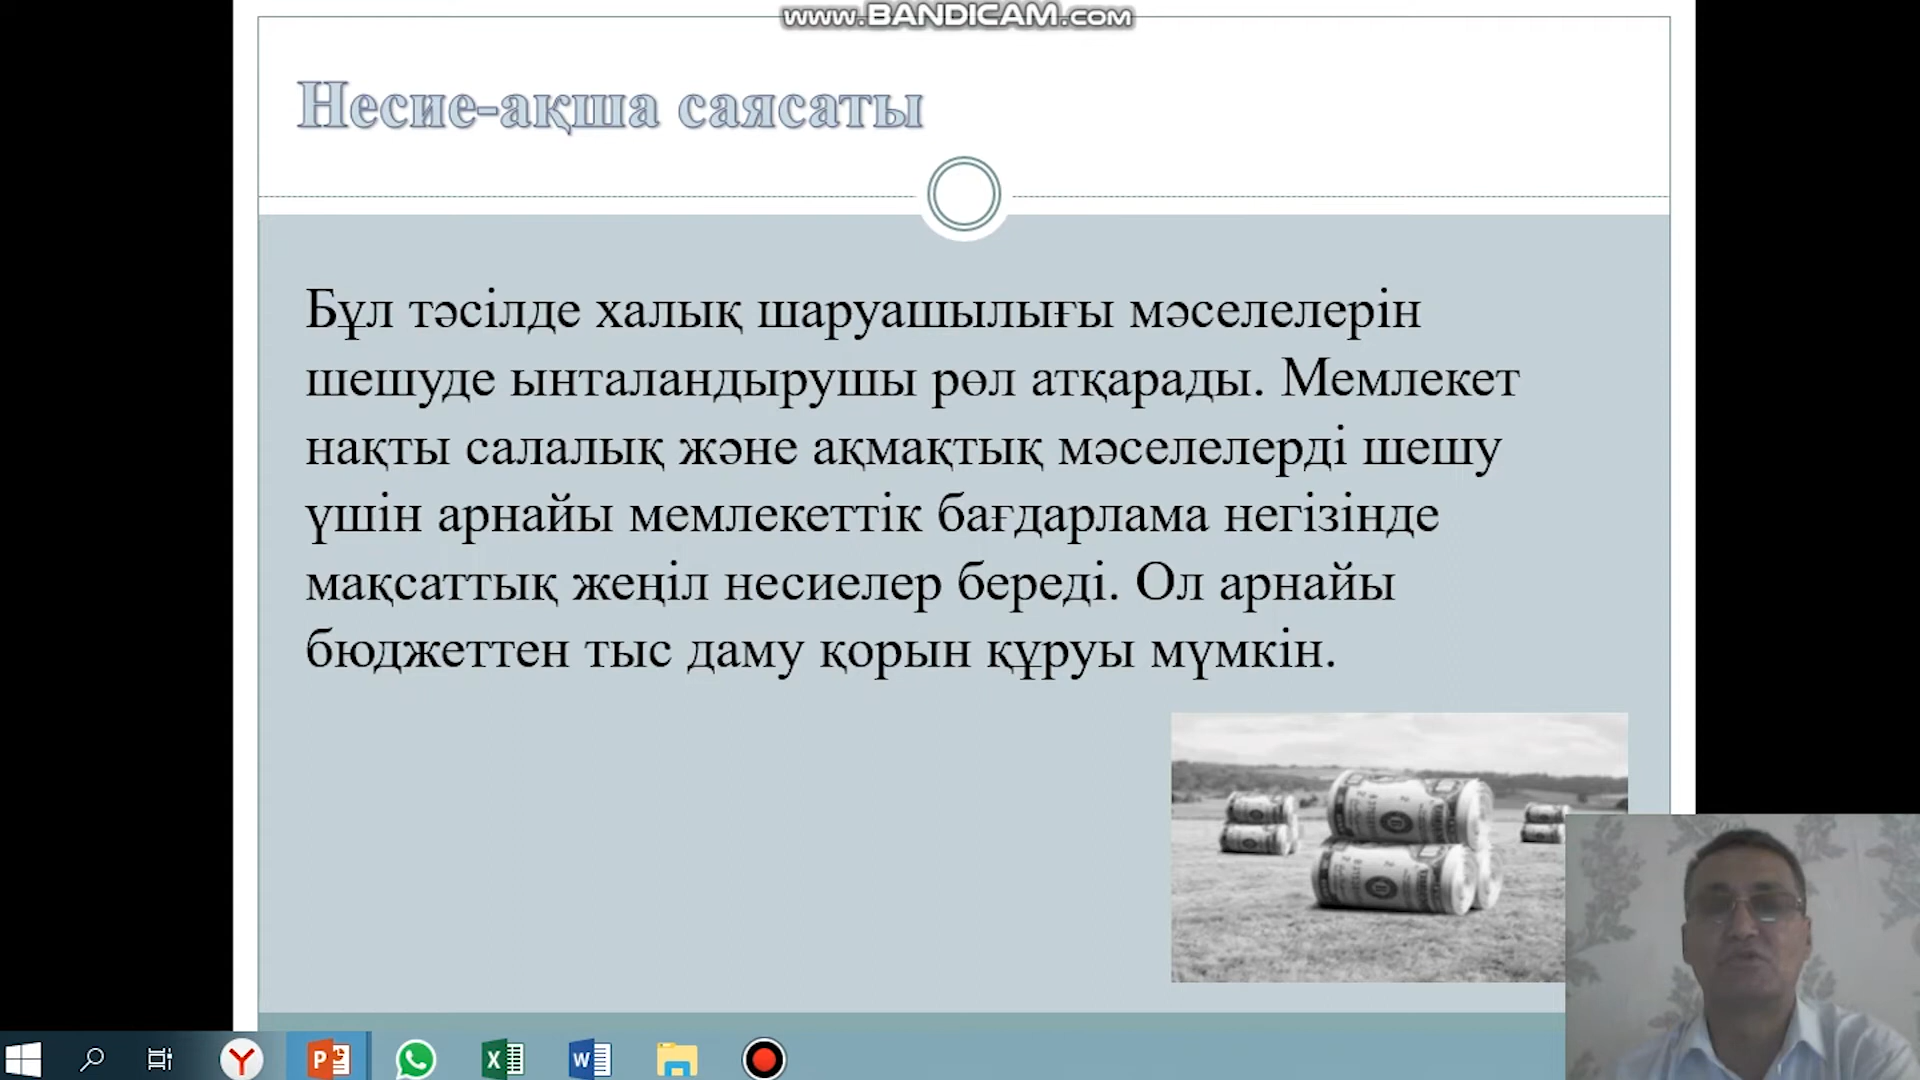 www.BANDICAM.com
Несие-ақша саясаты
Бұл тәсілде халық шаруашылығы мәселелерін
шешуде ынталандырушы рөл атқарады. Мемлекет
нақты салалық және ақмақтық мәселелерді шешу
үшін арнайы мемлекеттік бағдарлама негізінде
мақсаттық жеңіл несиелер береді. Ол арнайы
бюджеттен тыс даму қорын құруы мүмкін.